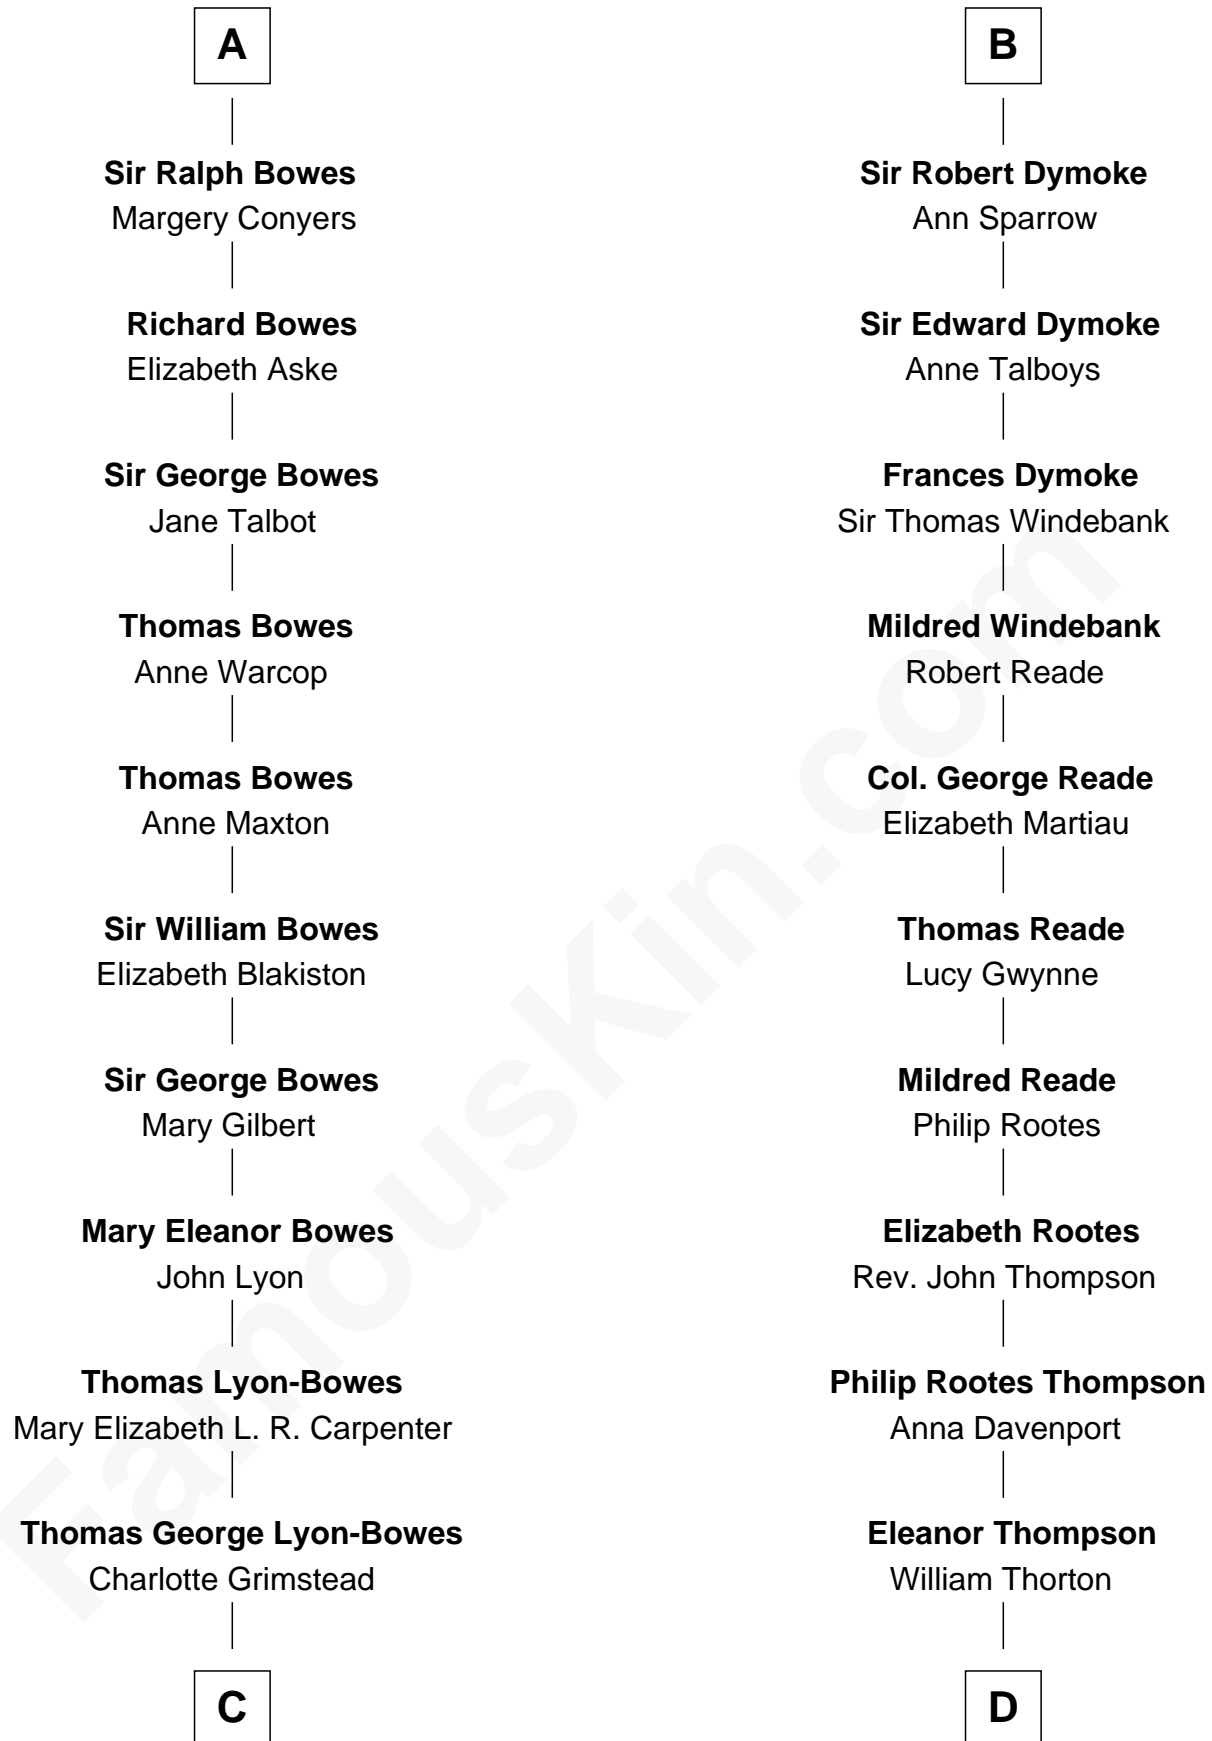 A
Sir Ralph Bowes
Margery Conyers
Richard Bowes
Elizabeth Aske
Sir George Bowes
Jane Talbot
Thomas Bowes
Anne Warcop
Thomas Bowes
Anne Maxton
Sir William Bowes
Elizabeth Blakiston
Sir George Bowes
Mary Gilbert
Mary Eleanor Bowes
John Lyon
Thomas Lyon-Bowes
Mary Elizabeth L. R. Carpenter
Thomas George Lyon-Bowes
Charlotte Grimstead
C
B
Sir Robert Dymoke
Ann Sparrow
Sir Edward Dymoke
Anne Talboys
Frances Dymoke
Sir Thomas Windebank
Mildred Windebank
Robert Reade
Col. George Reade
Elizabeth Martiau
Thomas Reade
Lucy Gwynne
Mildred Reade
Philip Rootes
Elizabeth Rootes
Rev. John Thompson
Philip Rootes Thompson
Anna Davenport
Eleanor Thompson
William Thorton
D
FamousKin.com